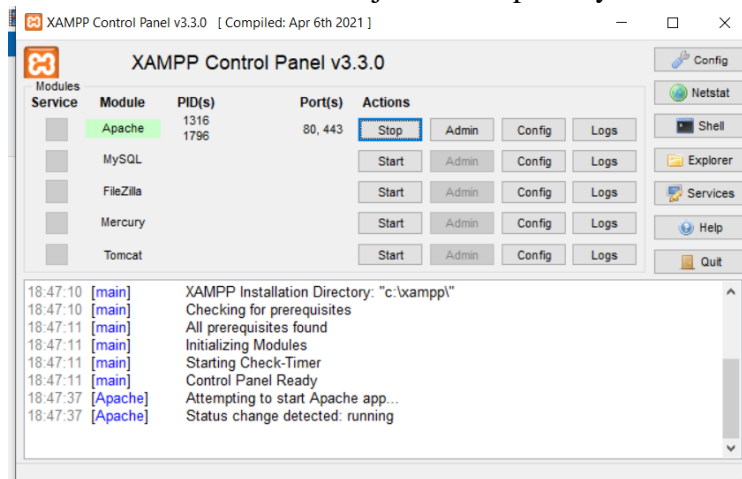 XAMPP Control Panel v3.3.0 [ Compiled: Apr 6th 2021 ]
XAMPP Control Panel v3.3.0
Config
Modules
Service Module PID(s) Port(s) Actions
Netstat
Apache 1316 1796 80, 443 Stop Admin Config Logs
Shell
MySQL Start Admin Config Logs
Explorer
FileZilla Start Admin Config Logs
Services
Mercury Start Admin Config Logs
Help
Tomcat Start Admin Config Logs
Quit
18:47:10 [main] XAMPP Installation Directory: "c:\xampp\"
18:47:10 [main] Checking for prerequisites
18:47:11 [main] All prerequisites found
18:47:11 [main] Initializing Modules
18:47:11 [main] Starting Check-Timer
18:47:11 [main] Control Panel Ready
18:47:37 [Apache] Attempting to start Apache app...
18:47:37 [Apache] Status change detected: running